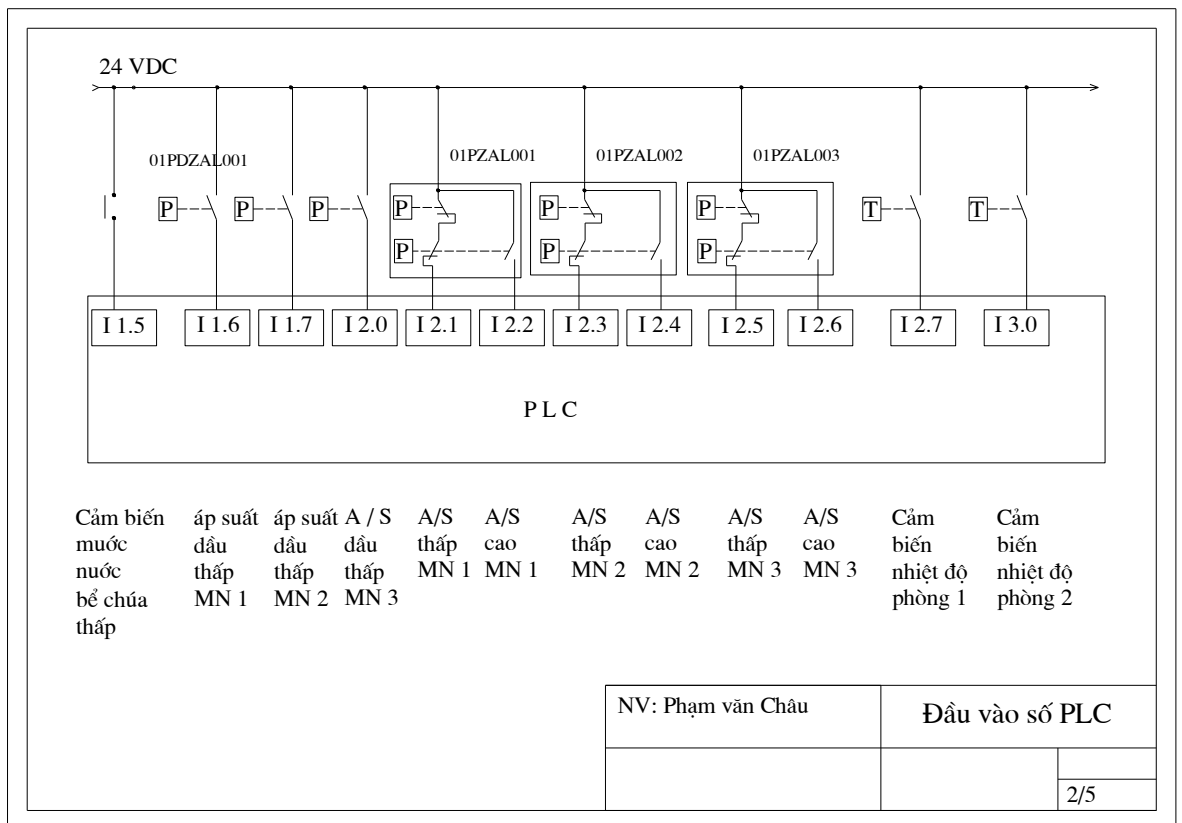 24 VDC
01PDZAL001
01PZAL001
01PZAL002
01PZAL003
P
P
P
P
P
P
T
T
P
P
P
I 1.5
I 1.6
I 1.7
I 2.0
I 2.1
I 2.2
I 2.3
I 2.4
I 2.5
I 2.6
I 2.7
I 3.0
P L C
Cảm biến
muớc
nuớc
bể chúa
thấp
áp suất
dầu
thấp
MN 1
áp suất
dầu
thấp
MN 2
A / S
dầu
thấp
MN 3
A/S
thấp
MN 1
A/S
cao
MN 1
A/S
thấp
MN 2
A/S
cao
MN 2
A/S
thấp
MN 3
A/S
cao
MN 3
Cảm
biến
nhiệt độ
phòng 1
Cảm
biến
nhiệt độ
phòng 2
NV: Phạm văn Châu
Đầu vào số PLC
2/5